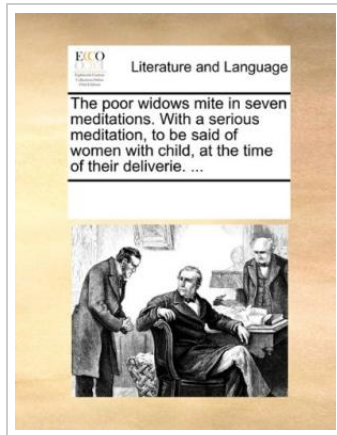 ECCO
Literature and Language
The poor widows mite in seven
meditations. With a serious
meditation, to be said of
women with child, at the time
of their deliverie. ...